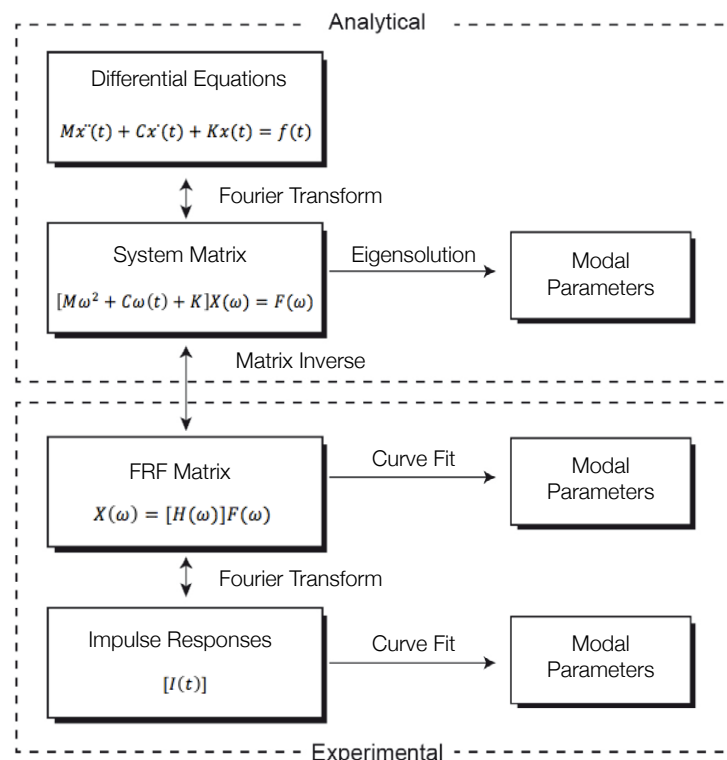 Analytical
Differential Equations
Mx¨(t) + Cx˙(t) + Kx(t) = f(t)
Fourier Transform
System Matrix
[Mω² + Cω(t) + K]X(ω) = F(ω)
Eigensolution
Modal
Parameters
Matrix Inverse
FRF Matrix
X(ω) = [H(ω)]F(ω)
Curve Fit
Modal
Parameters
Fourier Transform
Impulse Responses
[I(t)]
Curve Fit
Modal
Parameters
Experimental